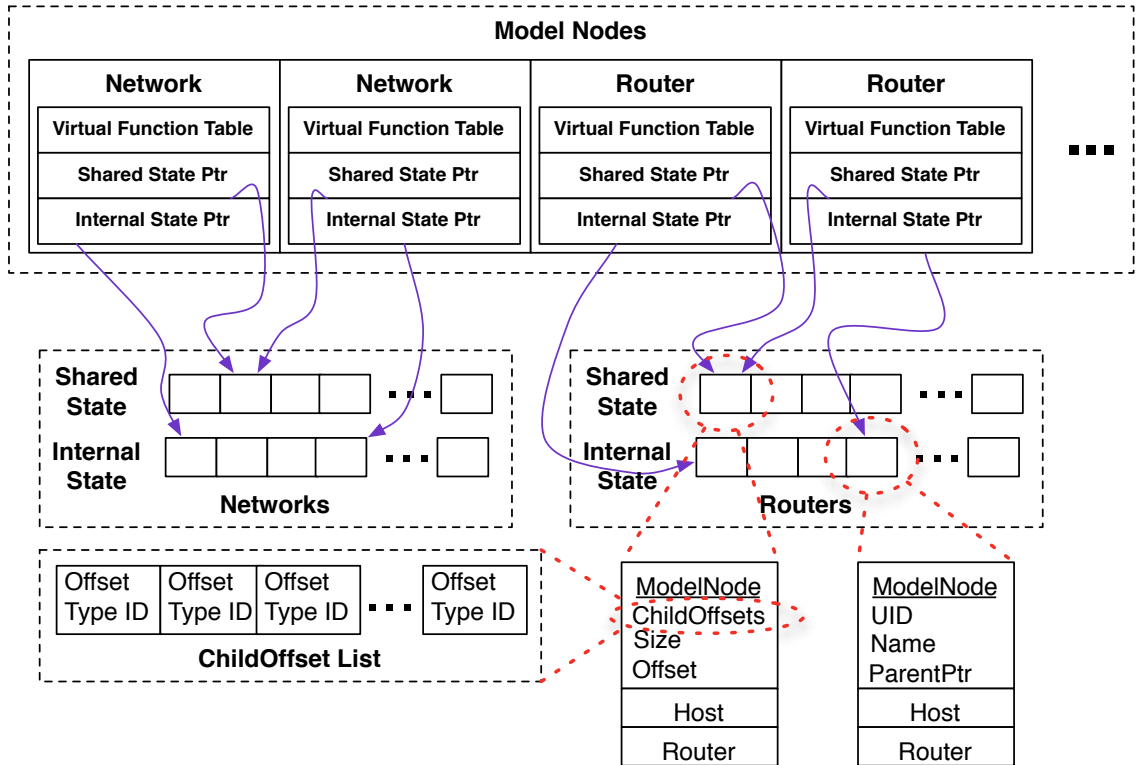 Model Nodes
Network
Network
Router
Router
Virtual Function Table
Virtual Function Table
Virtual Function Table
Virtual Function Table
Shared State Ptr
Shared State Ptr
Shared State Ptr
Shared State Ptr
Internal State Ptr
Internal State Ptr
Internal State Ptr
Internal State Ptr
Shared
State
Internal
State
Networks
Shared
State
Internal
State
Routers
Offset
Type ID
Offset
Type ID
Offset
Type ID
Offset
Type ID
ChildOffset List
ModelNode
ChildOffsets
Size
Offset
Host
Router
ModelNode
UID
Name
ParentPtr
Host
Router